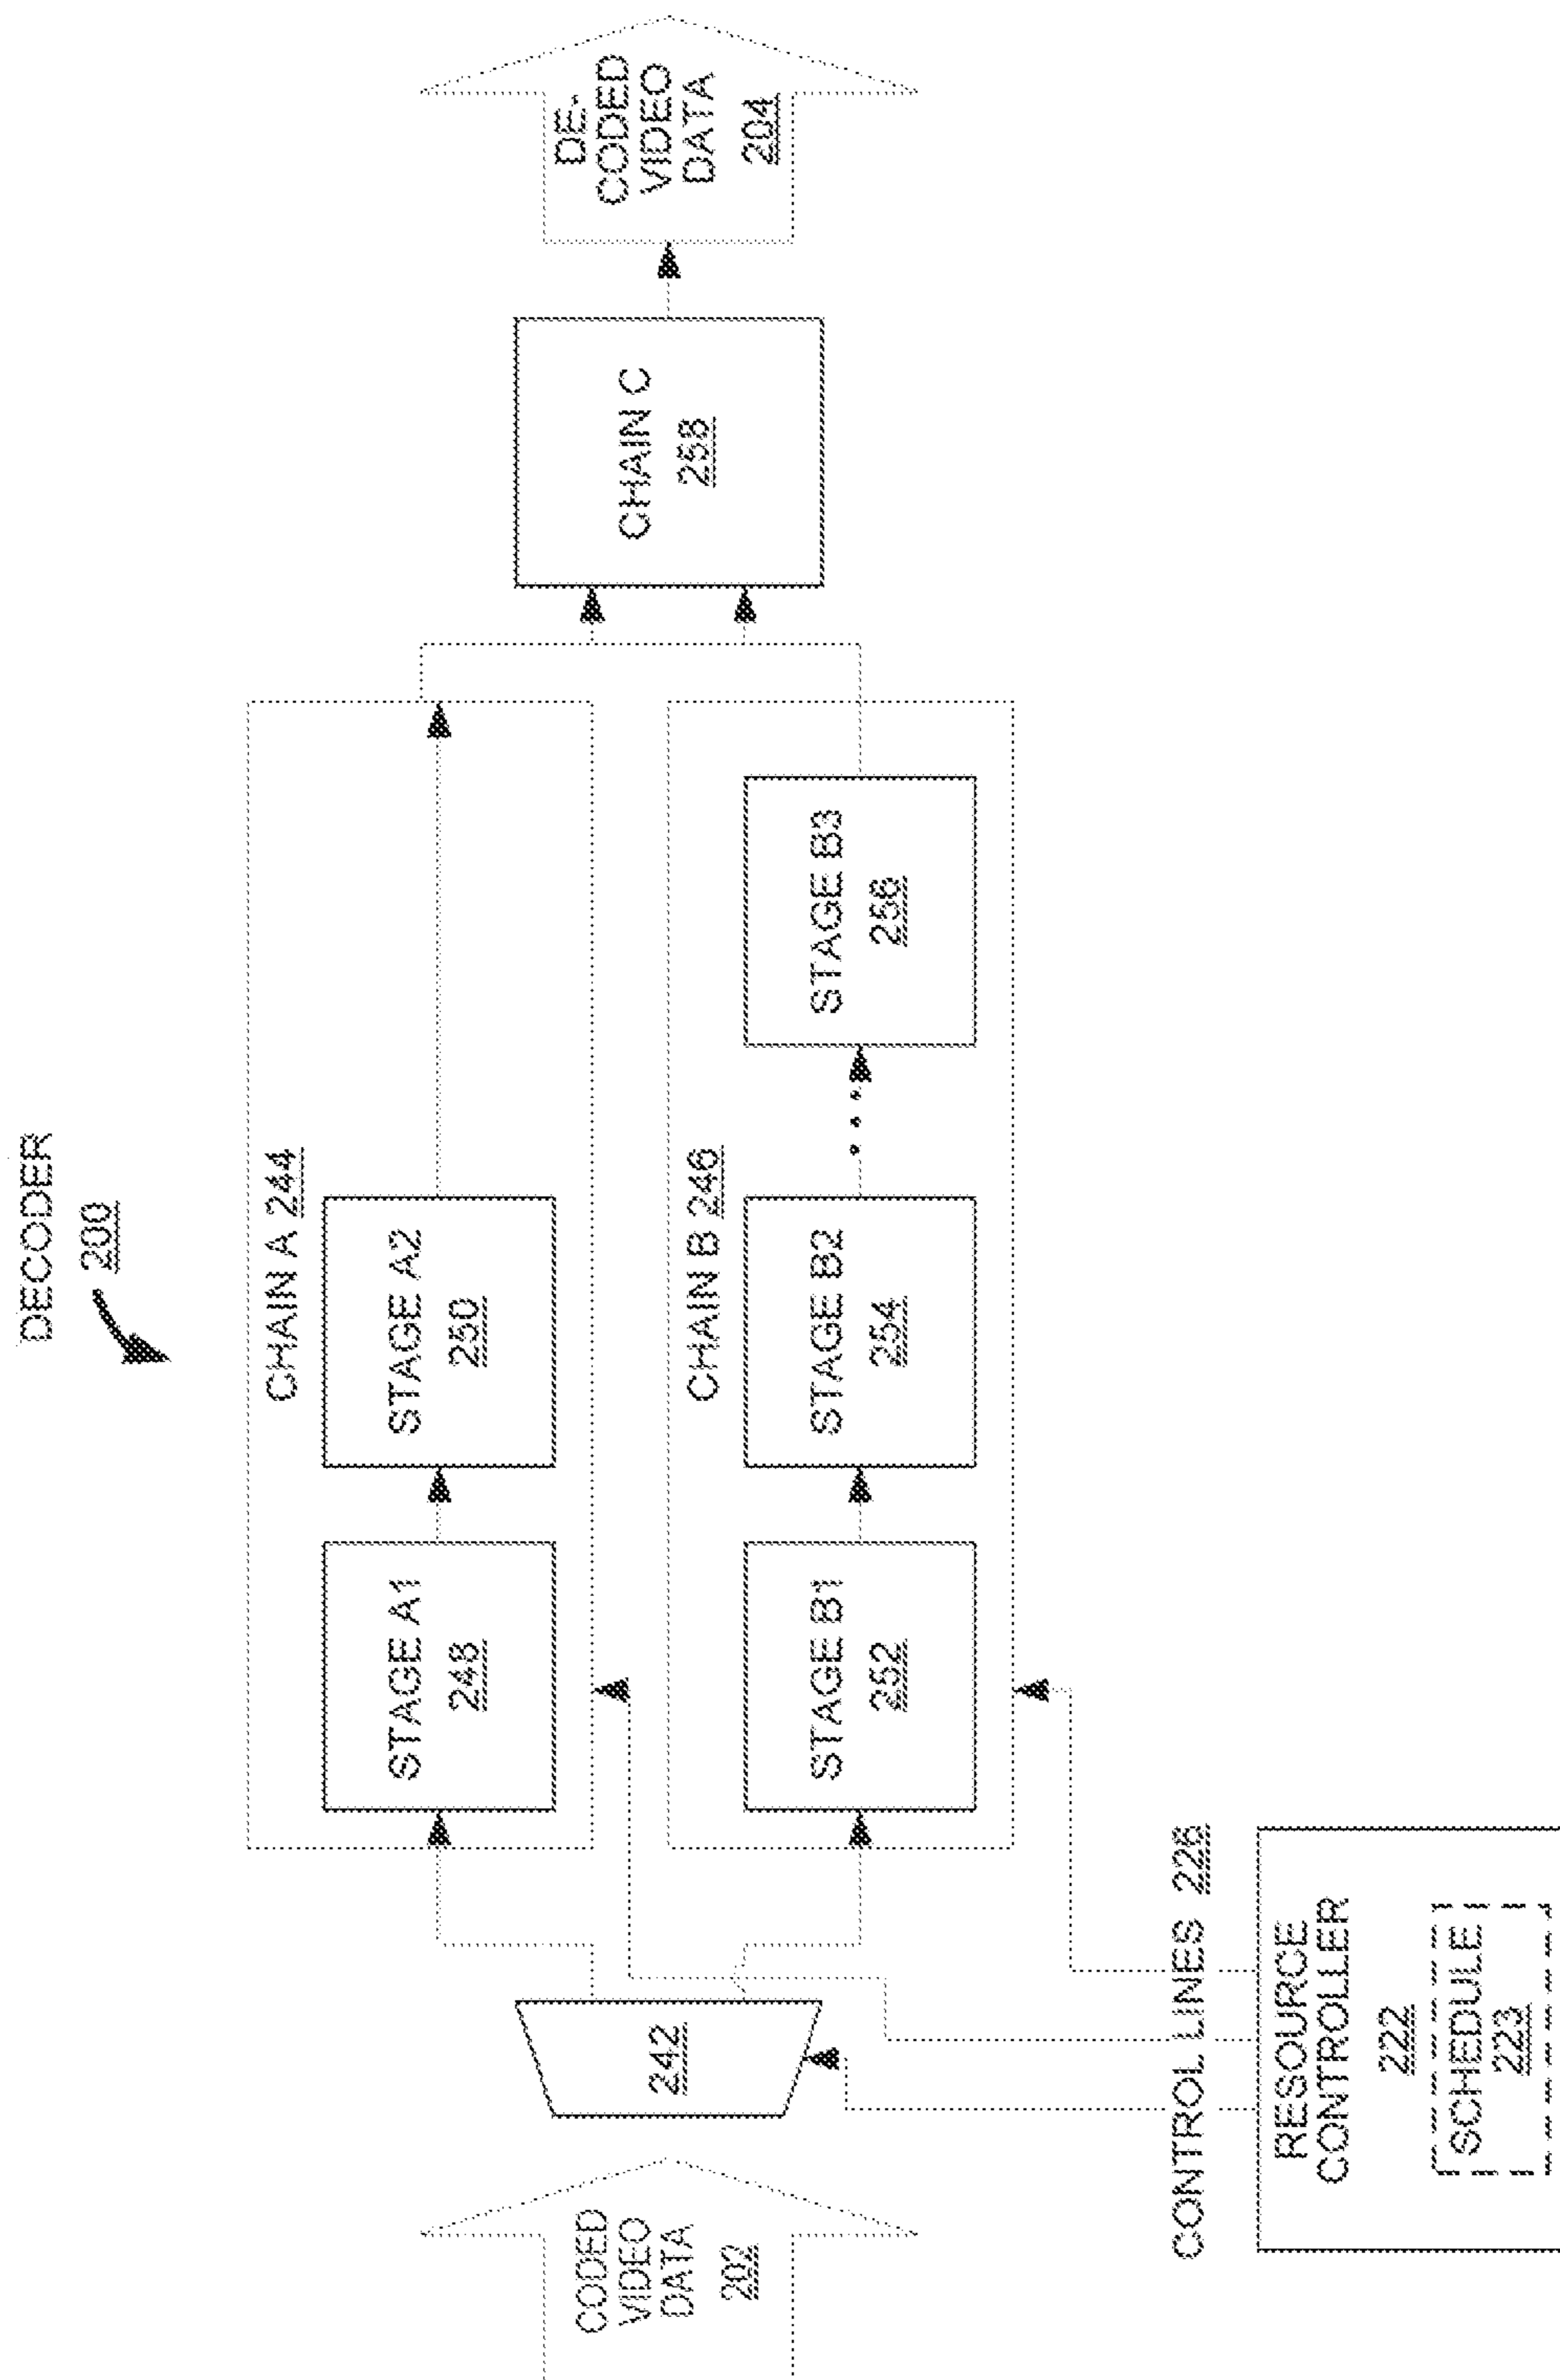 DECODER
200
CODED
VIDEO
DATA
202
242
CHAIN A 244
STAGE A1
248
STAGE A2
250
CHAIN B 246
STAGE B1
252
STAGE B2
254
...
STAGE B3
256
CHAIN C
258
DE-
CODED
VIDEO
DATA
204
CONTROL LINES 226
RESOURCE
CONTROLLER
222
SCHEDULE
223